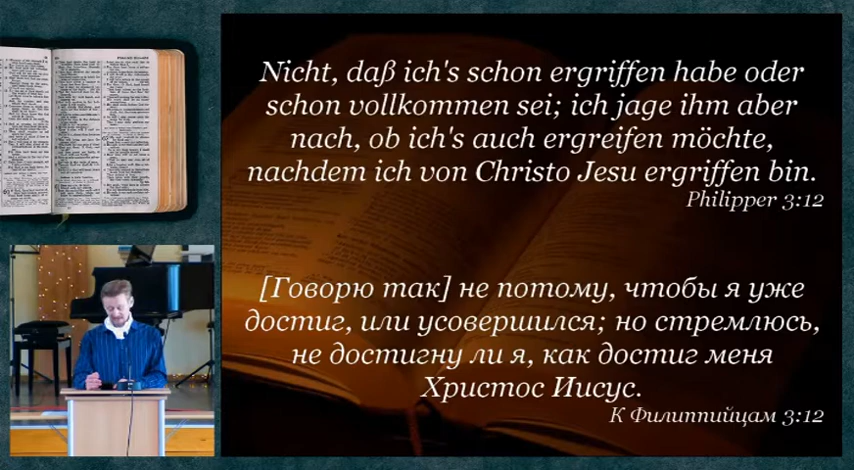 Nicht, daß ich's schon ergriffen habe oder
schon vollkommen sei; ich jage ihm aber
nach, ob ich's auch ergreifen möchte,
nachdem ich von Christo Jesu ergriffen bin.
Philipper 3:12
[Говорю так] не потому, чтобы я уже
достиг, или усовершился; но стремлюсь,
не достигну ли я, как достиг меня
Христос Иисус.
К Филиппийцам 3:12